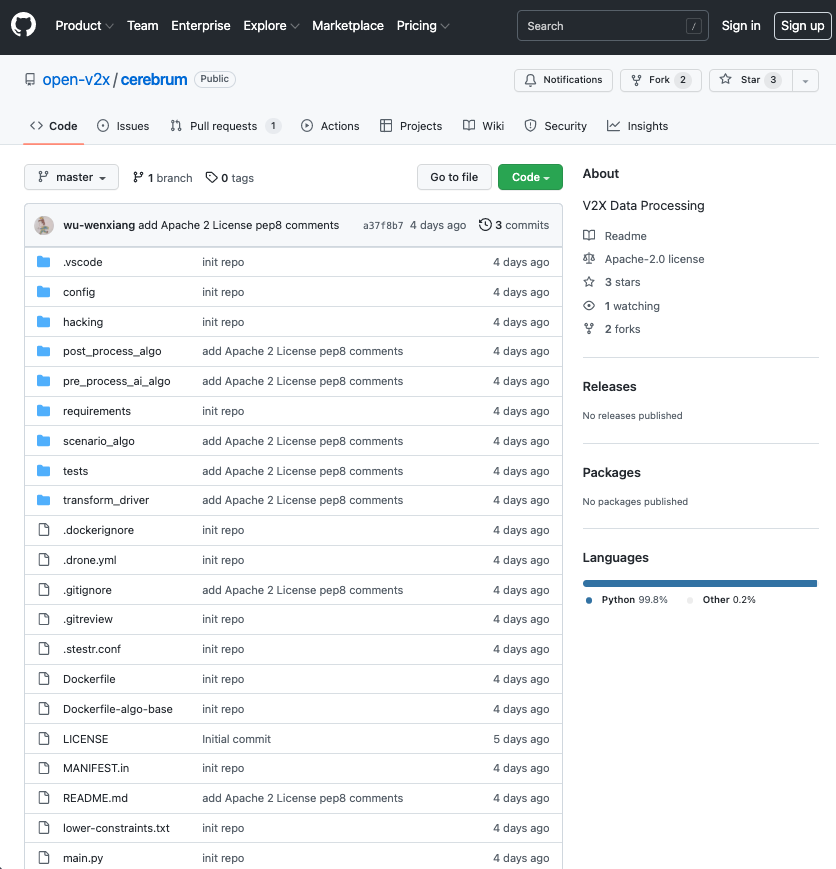 Product Team Enterprise Explore Marketplace Pricing Search / Sign in Sign up
open-v2x / cerebrum Public Notifications Fork 2 Star 3
Code Issues Pull requests 1 Actions Projects Wiki Security Insights
master 1 branch 0 tags Go to file Code
wu-wenxiang add Apache 2 License pep8 comments a37f8b7 4 days ago 3 commits
.vscode init repo 4 days ago
config init repo 4 days ago
hacking init repo 4 days ago
post_process_algo add Apache 2 License pep8 comments 4 days ago
pre_process_ai_algo add Apache 2 License pep8 comments 4 days ago
requirements init repo 4 days ago
scenario_algo add Apache 2 License pep8 comments 4 days ago
tests add Apache 2 License pep8 comments 4 days ago
transform_driver add Apache 2 License pep8 comments 4 days ago
.dockerignore init repo 4 days ago
.drone.yml init repo 4 days ago
.gitignore add Apache 2 License pep8 comments 4 days ago
.gitreview init repo 4 days ago
.stestr.conf init repo 4 days ago
Dockerfile init repo 4 days ago
Dockerfile-algo-base init repo 4 days ago
LICENSE Initial commit 5 days ago
MANIFEST.in init repo 4 days ago
README.md add Apache 2 License pep8 comments 4 days ago
lower-constraints.txt init repo 4 days ago
main.py init repo 4 days ago
About
V2X Data Processing
Readme
Apache-2.0 license
3 stars
1 watching
2 forks
Releases
No releases published
Packages
No packages published
Languages
Python 99.8% Other 0.2%